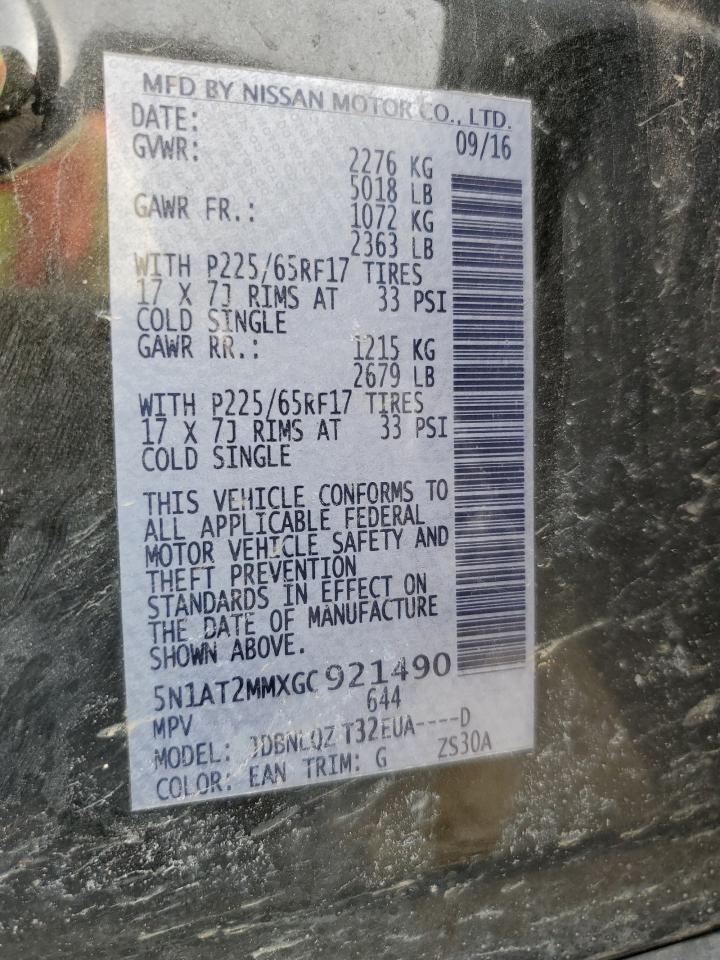 MFD BY NISSAN MOTOR CO., LTD.
DATE: 09/16
GVWR: 2276 KG
5018 LB
GAWR FR.: 1072 KG
2363 LB
WITH P225/65RF17 TIRES
17 X 7J RIMS AT 33 PSI
COLD SINGLE
GAWR RR.: 1215 KG
2679 LB
WITH P225/65RF17 TIRES
17 X 7J RIMS AT 33 PSI
COLD SINGLE
THIS VEHICLE CONFORMS TO
ALL APPLICABLE FEDERAL
MOTOR VEHICLE SAFETY AND
THEFT PREVENTION
STANDARDS IN EFFECT ON
THE DATE OF MANUFACTURE
SHOWN ABOVE.
5N1AT2MMXGC921490
MPV 644
MODEL: T32EUA----D
COLOR: EAN TRIM: G ZS30A